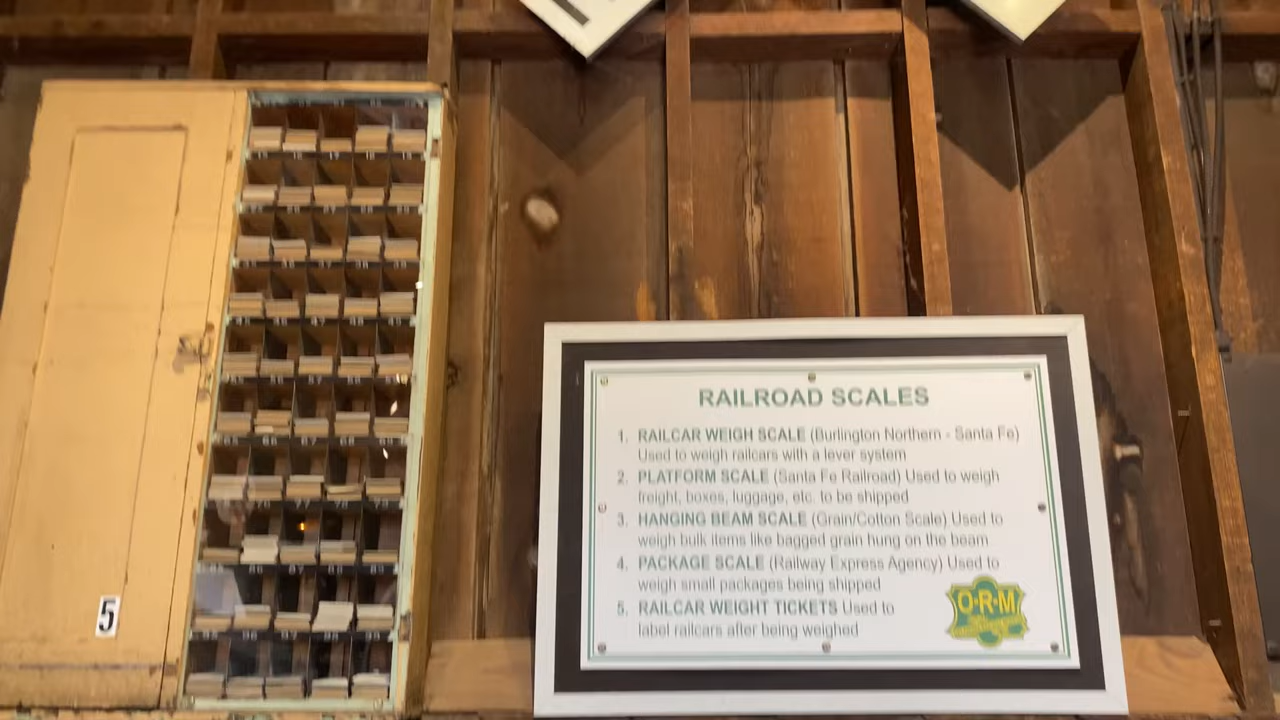 RAILROAD SCALES
1. RAILCAR WEIGH SCALE (Burlington Northern - Santa Fe)
Used to weigh railcars with a lever system
2. PLATFORM SCALE (Santa Fe Railroad) Used to weigh
freight, boxes, luggage, etc. to be shipped
3. HANGING BEAM SCALE (Grain/Cotton Scale) Used to
weigh bulk items like bagged grain hung on the beam
4. PACKAGE SCALE (Railway Express Agency) Used to
weigh small packages being shipped
5. RAILCAR WEIGHT TICKETS Used to
label railcars after being weighed
O-R-M
5